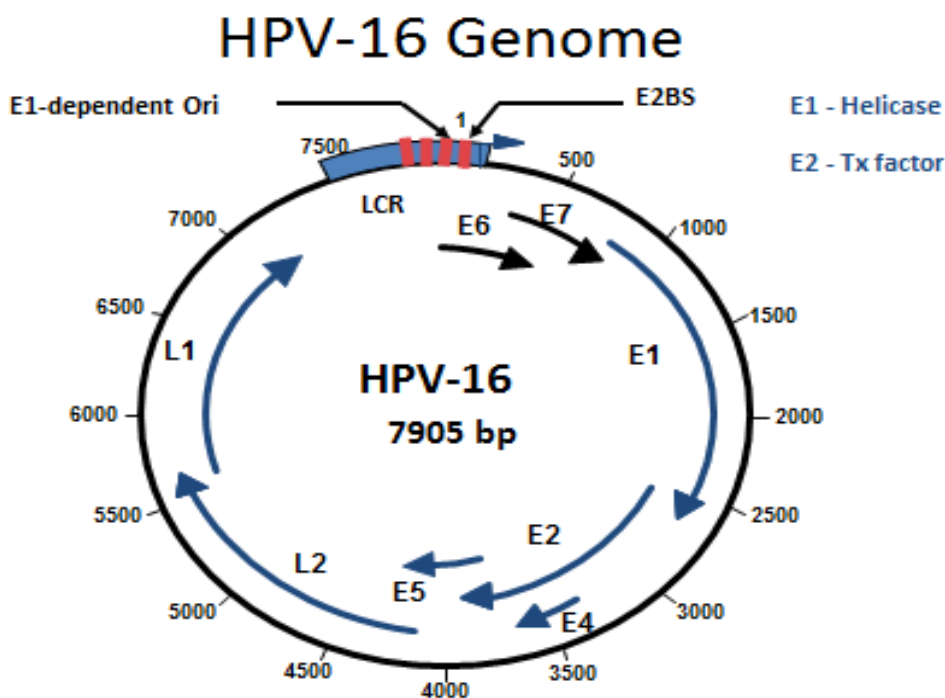 HPV-16 Genome
E1-dependent Ori
E2BS
E1 - Helicase
E2 - Tx factor
1
7500
500
LCR
E6
E7
7000
1000
6500
1500
L1
E1
HPV-16
7905 bp
6000
2000
5500
2500
L2
E2
E5
E4
5000
3000
4500
3500
4000